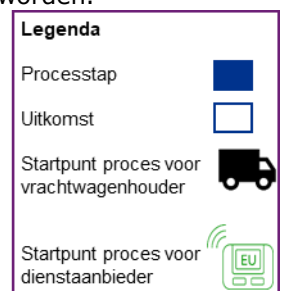 worden.
Legenda
Processtap
Uitkomst
Startpunt proces voor
vrachtwagenhouder
Startpunt proces voor
dienstaanbieder
EU